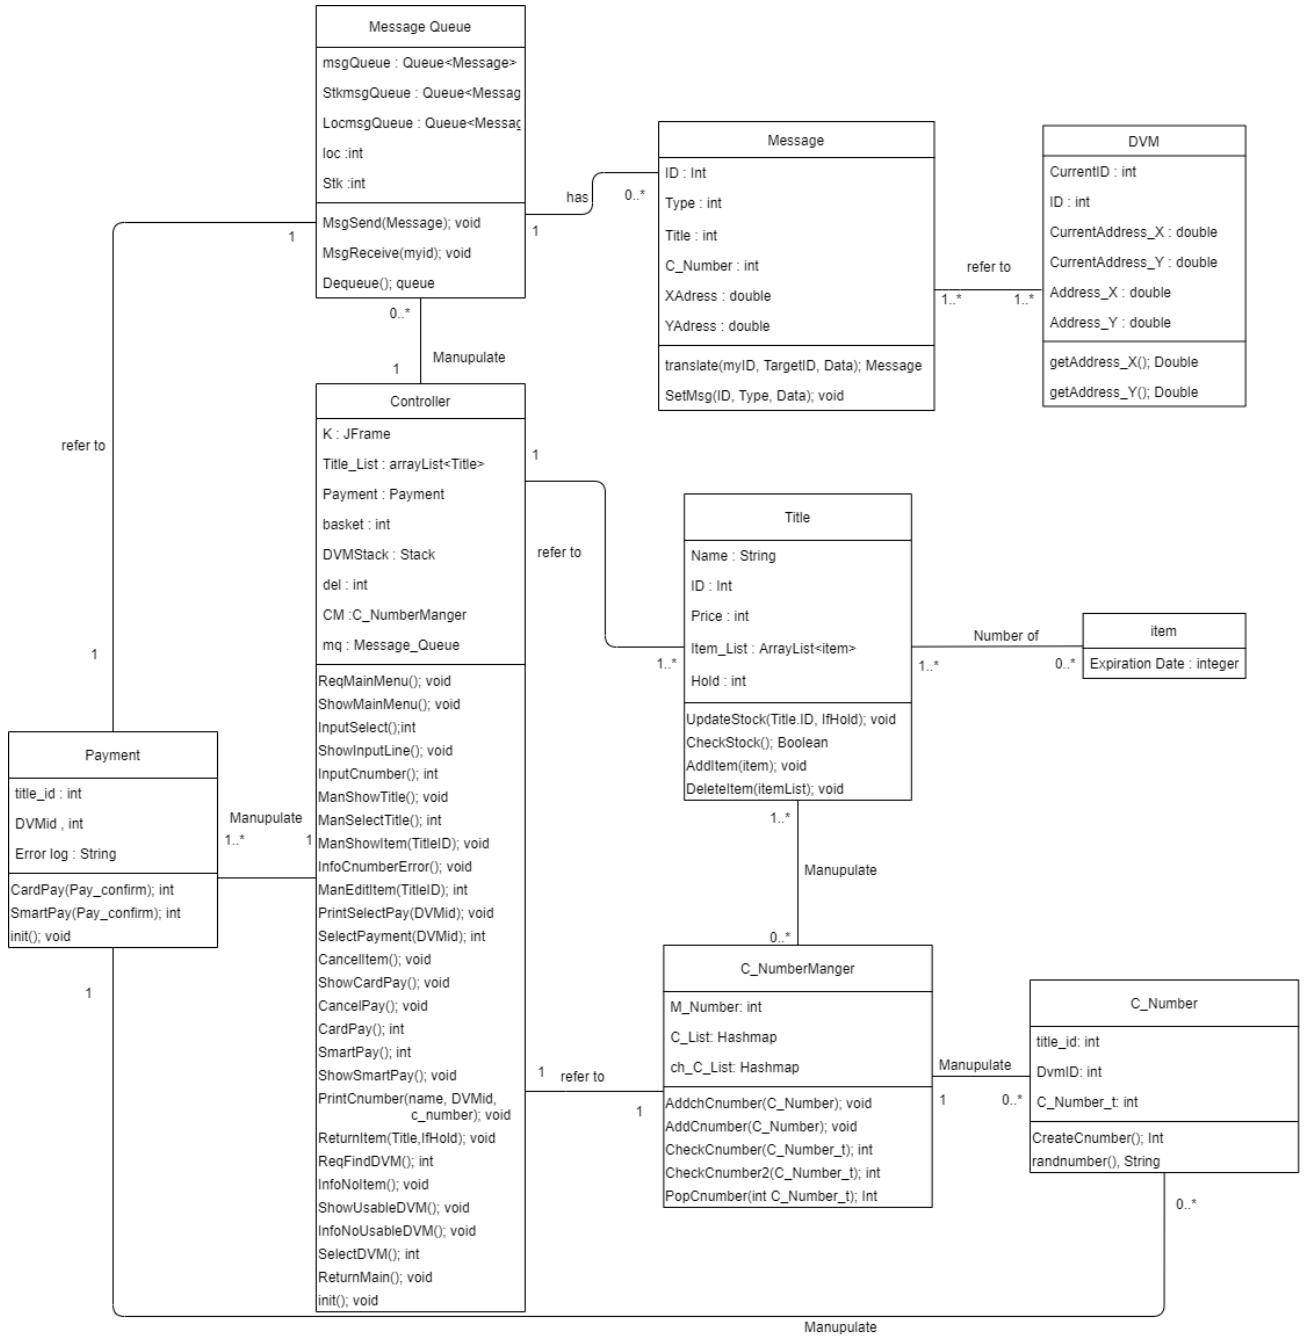 Message Queue
msgQueue : Queue<Message>
StkmsgQueue : Queue<Messag
LocmsgQueue : Queue<Messag
loc :int
Stk :int
MsgSend(Message); void
MsgReceive(myid); void
Dequeue(); queue
1
has
0..*
1
Message
ID : Int
Type : int
Title : int
C_Number : int
XAdress : double
YAdress : double
translate(myID, TargetID, Data); Message
SetMsg(ID, Type, Data); void
refer to
1..*
1..*
DVM
CurrentID : int
ID : int
CurrentAddress_X : double
CurrentAddress_Y : double
Address_X : double
Address_Y : double
getAddress_X(); Double
getAddress_Y(); Double
0..*
Manupulate
1
refer to
1
Controller
K : JFrame
Title_List : arrayList<Title>
Payment : Payment
basket : int
DVMStack : Stack
del : int
CM :C_NumberManger
mq : Message_Queue
ReqMainMenu(); void
ShowMainMenu(); void
InputSelect();int
ShowInputLine(); void
InputCnumber(); int
ManShowTitle(); void
ManSelectTitle(); int
ManShowItem(TitleID); void
InfoCnumberError(); void
ManEditItem(TitleID); int
PrintSelectPay(DVMid); void
SelectPayment(DVMid); int
CancelItem(); void
ShowCardPay(); void
CancelPay(); void
CardPay(); int
SmartPay(); int
ShowSmartPay(); void
PrintCnumber(name, DVMid,
c_number); void
ReturnItem(Title,IfHold); void
ReqFindDVM(); int
InfoNoItem(); void
ShowUsableDVM(); void
InfoNoUsableDVM(); void
SelectDVM(); int
ReturnMain(); void
init(); void
1
refer to
1..*
Title
Name : String
ID : Int
Price : int
Item_List : ArrayList<item>
Hold : int
UpdateStock(Title.ID, IfHold); void
CheckStock(); Boolean
AddItem(item); void
DeleteItem(itemList); void
Number of
1..*
0..*
item
Expiration Date : integer
Payment
title_id : int
DVMid , int
Error log : String
CardPay(Pay_confirm); int
SmartPay(Pay_confirm); int
init(); void
Manupulate
1..*
1
1
1..*
Manupulate
0..*
C_NumberManger
M_Number: int
C_List: Hashmap
ch_C_List: Hashmap
AddchCnumber(C_Number); void
AddCnumber(C_Number); void
CheckCnumber(C_Number_t); int
CheckCnumber2(C_Number_t); int
PopCnumber(int C_Number_t); Int
1
refer to
1
Manupulate
1
0..*
C_Number
title_id: int
DvmID: int
C_Number_t: int
CreateCnumber(); Int
randnumber(), String
0..*
Manupulate